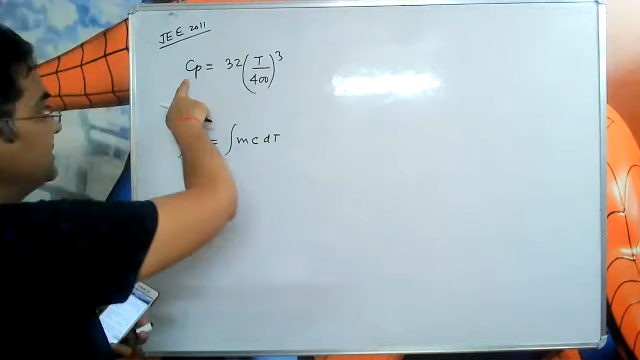 JEE 2011
Cp = 32 (T/400)^3
= ∫ m c dT